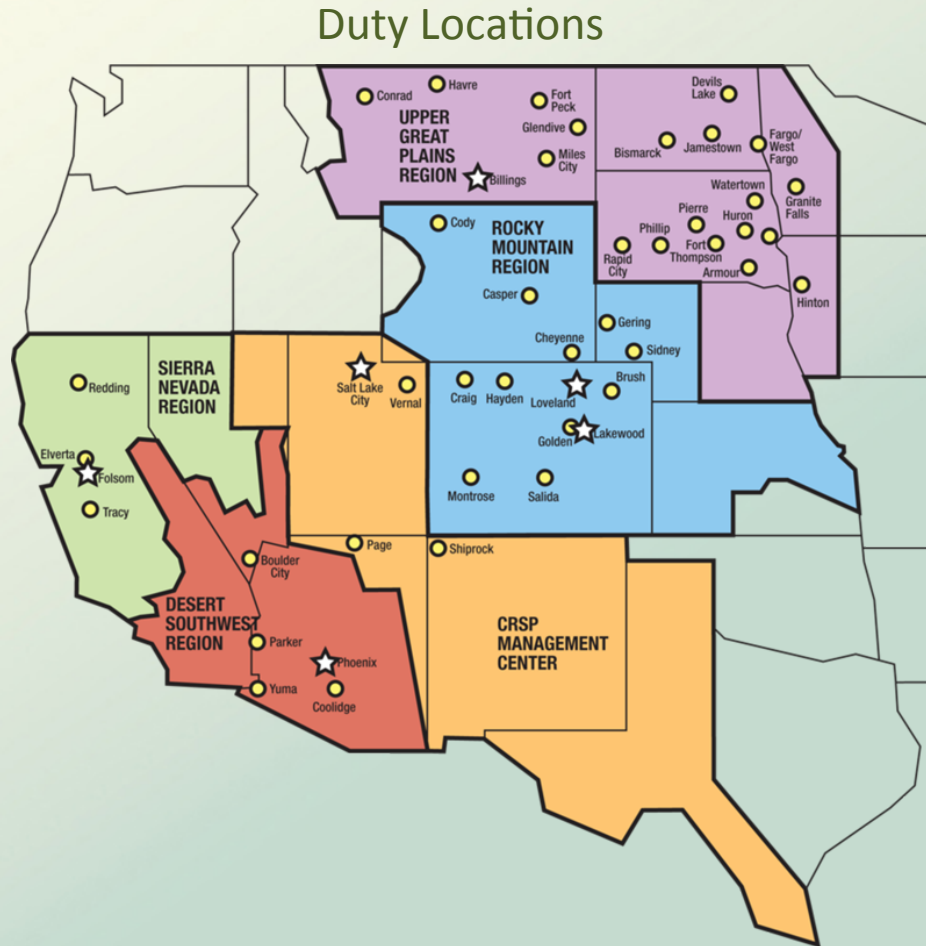 Duty Locations
Conrad
Havre
Fort
Peck
Glendive
Miles
City
UPPER
GREAT
PLAINS
REGION
Billings
Devils
Lake
Bismarck
Jamestown
Fargo/
West
Fargo
Watertown
Granite
Falls
Pierre
Huron
Phillip
Fort
Thompson
Rapid
City
Armour
Hinton
Cody
ROCKY
MOUNTAIN
REGION
Casper
Gering
Cheyenne
Sidney
Craig
Hayden
Loveland
Brush
Golden
Lakewood
Montrose
Salida
SIERRA
NEVADA
REGION
Redding
Elverta
Folsom
Tracy
Salt Lake
City
Vernal
Page
Shiprock
CRSP
MANAGEMENT
CENTER
Boulder
City
DESERT
SOUTHWEST
REGION
Parker
Phoenix
Yuma
Coolidge